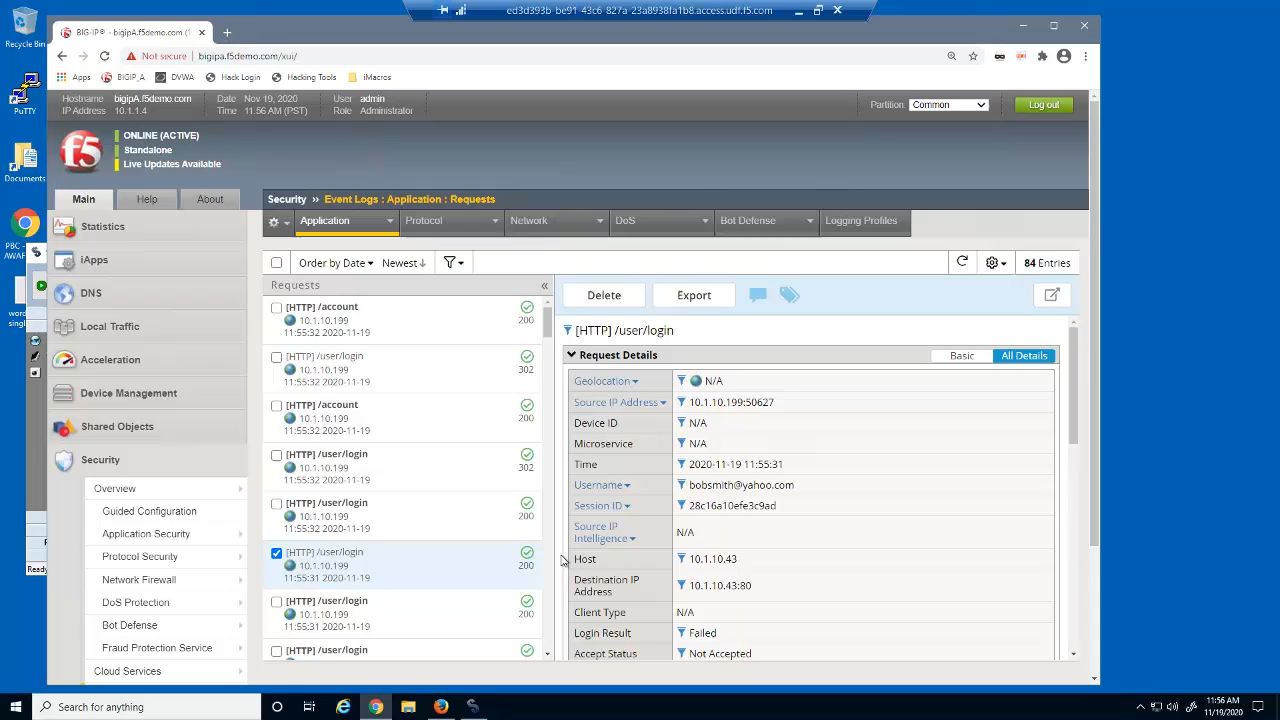 ed3d393b-be91-43c6-827a-23a8938fa1b8.access.udf.f5.com
Recycle Bin
PuTTY
Documents
PBC -
AWAF
word
singl
Ready
BIG-IP® - bigipA.f5demo.com (1
Not secure | bigipa.f5demo.com/xui/
Apps BIGIP_A DVWA Hack Login Hacking Tools iMacros
Hostname bigipA.f5demo.com Date Nov 19, 2020 User admin
IP Address 10.1.1.4 Time 11:56 AM (PST) Role Administrator
Partition: Common Log out
f5
ONLINE (ACTIVE)
Standalone
Live Updates Available
Main Help About
Security » Event Logs : Application : Requests
Application Protocol Network DoS Bot Defense Logging Profiles
Statistics
iApps
DNS
Local Traffic
Acceleration
Device Management
Shared Objects
Security
Overview
Guided Configuration
Application Security
Protocol Security
Network Firewall
DoS Protection
Bot Defense
Fraud Protection Service
Cloud Services
Order by Date Newest 84 Entries
Requests
[HTTP] /account
10.1.10.199 200
11:55:32 2020-11-19
[HTTP] /user/login
10.1.10.199 302
11:55:32 2020-11-19
[HTTP] /account
10.1.10.199 200
11:55:32 2020-11-19
[HTTP] /user/login
10.1.10.199 302
11:55:32 2020-11-19
[HTTP] /user/login
10.1.10.199 200
11:55:32 2020-11-19
[HTTP] /user/login
10.1.10.199 200
11:55:31 2020-11-19
[HTTP] /user/login
10.1.10.199 200
11:55:31 2020-11-19
[HTTP] /user/login
Delete Export
[HTTP] /user/login
Request Details Basic All Details
Geolocation N/A
Source IP Address 10.1.10.199:50627
Device ID N/A
Microservice N/A
Time 2020-11-19 11:55:31
Username bobsmith@yahoo.com
Session ID 28c16a10efe3c9ad
Source IP
Intelligence N/A
Host 10.1.10.43
Destination IP
Address 10.1.10.43:80
Client Type N/A
Login Result Failed
Accept Status Not Accepted
Search for anything
11:56 AM
11/19/2020